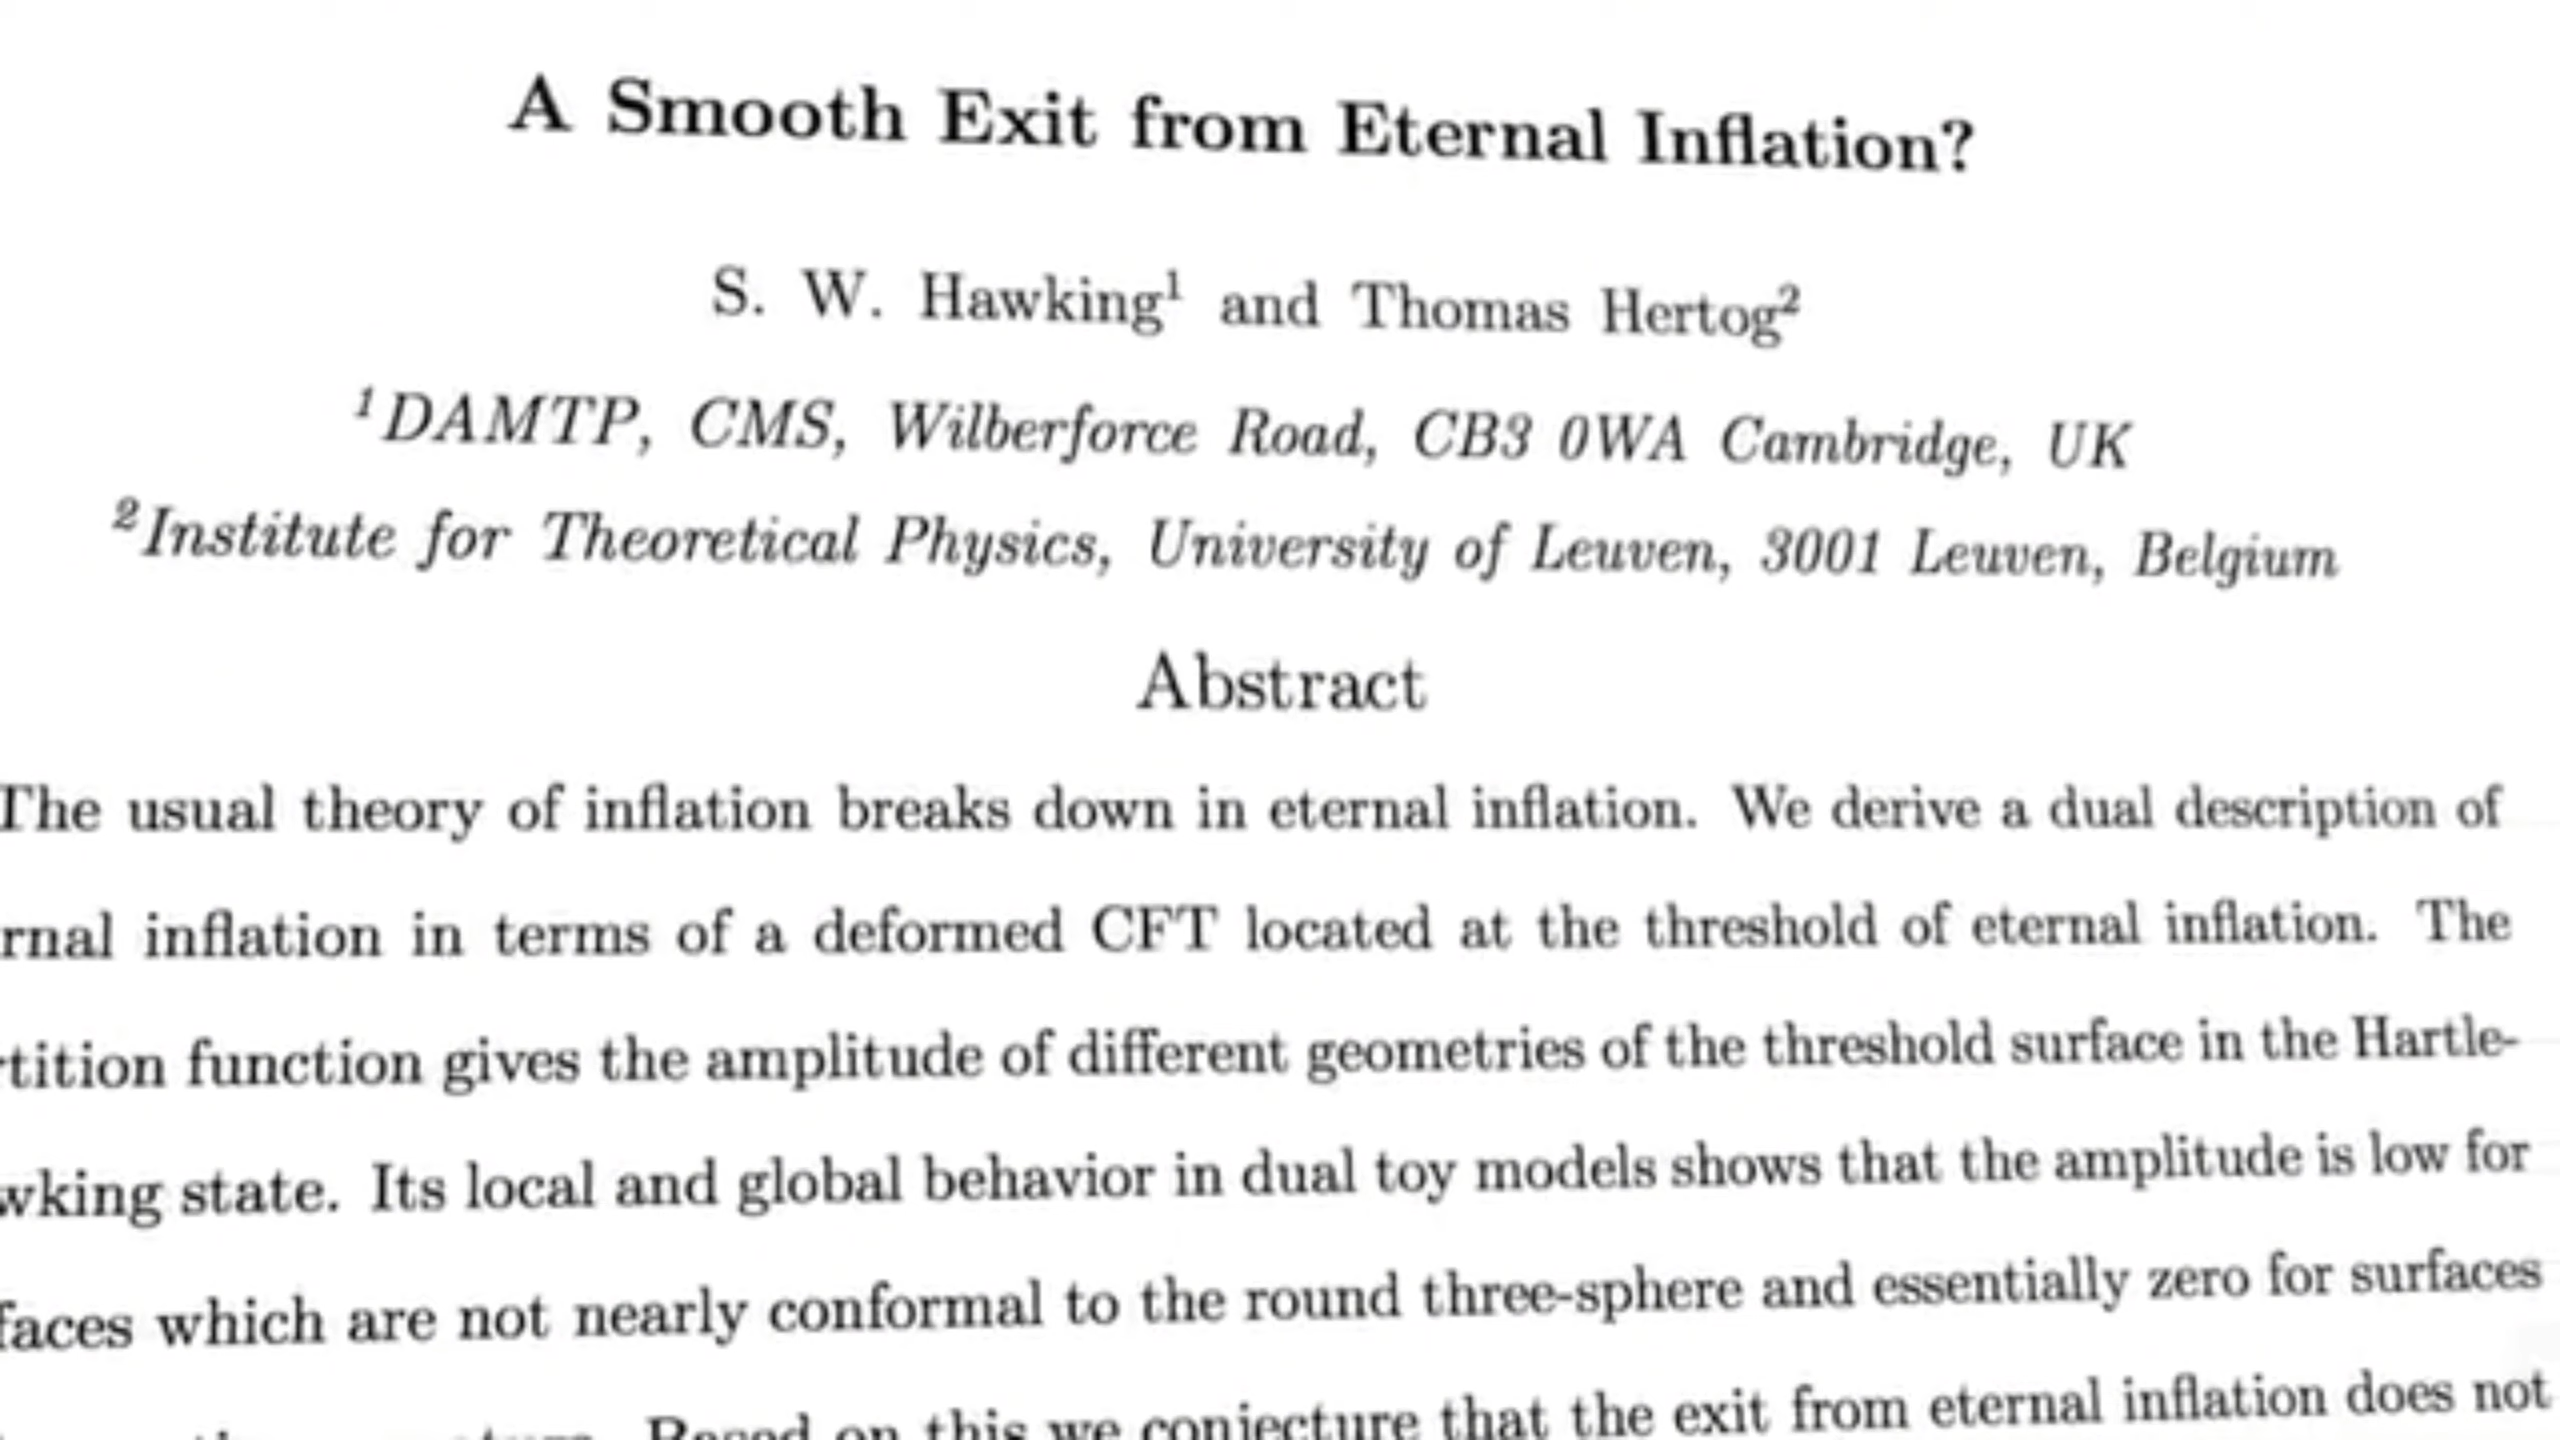 A Smooth Exit from Eternal Inflation?
S. W. Hawking¹ and Thomas Hertog²
¹DAMTP, CMS, Wilberforce Road, CB3 0WA Cambridge, UK
²Institute for Theoretical Physics, University of Leuven, 3001 Leuven, Belgium
Abstract
The usual theory of inflation breaks down in eternal inflation. We derive a dual description of
rnal inflation in terms of a deformed CFT located at the threshold of eternal inflation. The
tition function gives the amplitude of different geometries of the threshold surface in the Hartle-
wking state. Its local and global behavior in dual toy models shows that the amplitude is low for
faces which are not nearly conformal to the round three-sphere and essentially zero for surfaces
Based on this we conjecture that the exit from eternal inflation does not